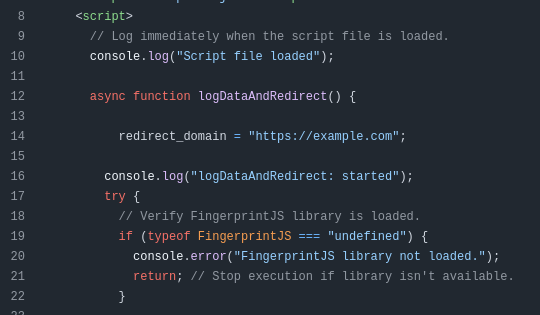 8 <script>
9 // Log immediately when the script file is loaded.
10 console.log("Script file loaded");
11
12 async function logDataAndRedirect() {
13
14 redirect_domain = "https://example.com";
15
16 console.log("logDataAndRedirect: started");
17 try {
18 // Verify FingerprintJS library is loaded.
19 if (typeof FingerprintJS === "undefined") {
20 console.error("FingerprintJS library not loaded.");
21 return; // Stop execution if library isn't available.
22 }